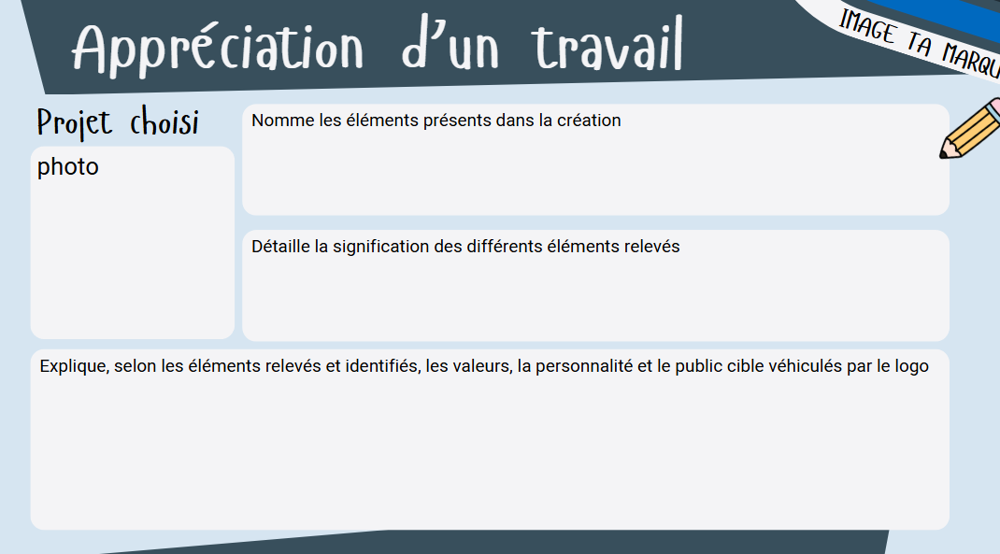 Appréciation d'un travail
IMAGE TA MARQU
Projet choisi
photo
Nomme les éléments présents dans la création
Détaille la signification des différents éléments relevés
Explique, selon les éléments relevés et identifiés, les valeurs, la personnalité et le public cible véhiculés par le logo